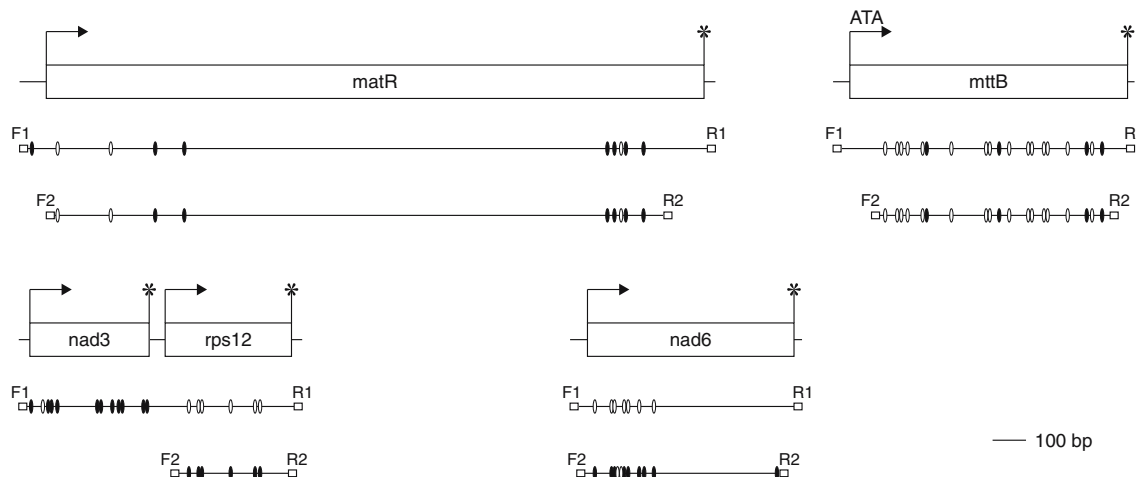 ATA
matR
mttB
F1 R1 F1 R
F2 R2 F2 R2
nad3 rps12 nad6
F1 R1 F1 R1
100 bp
F2 R2 F2 R2